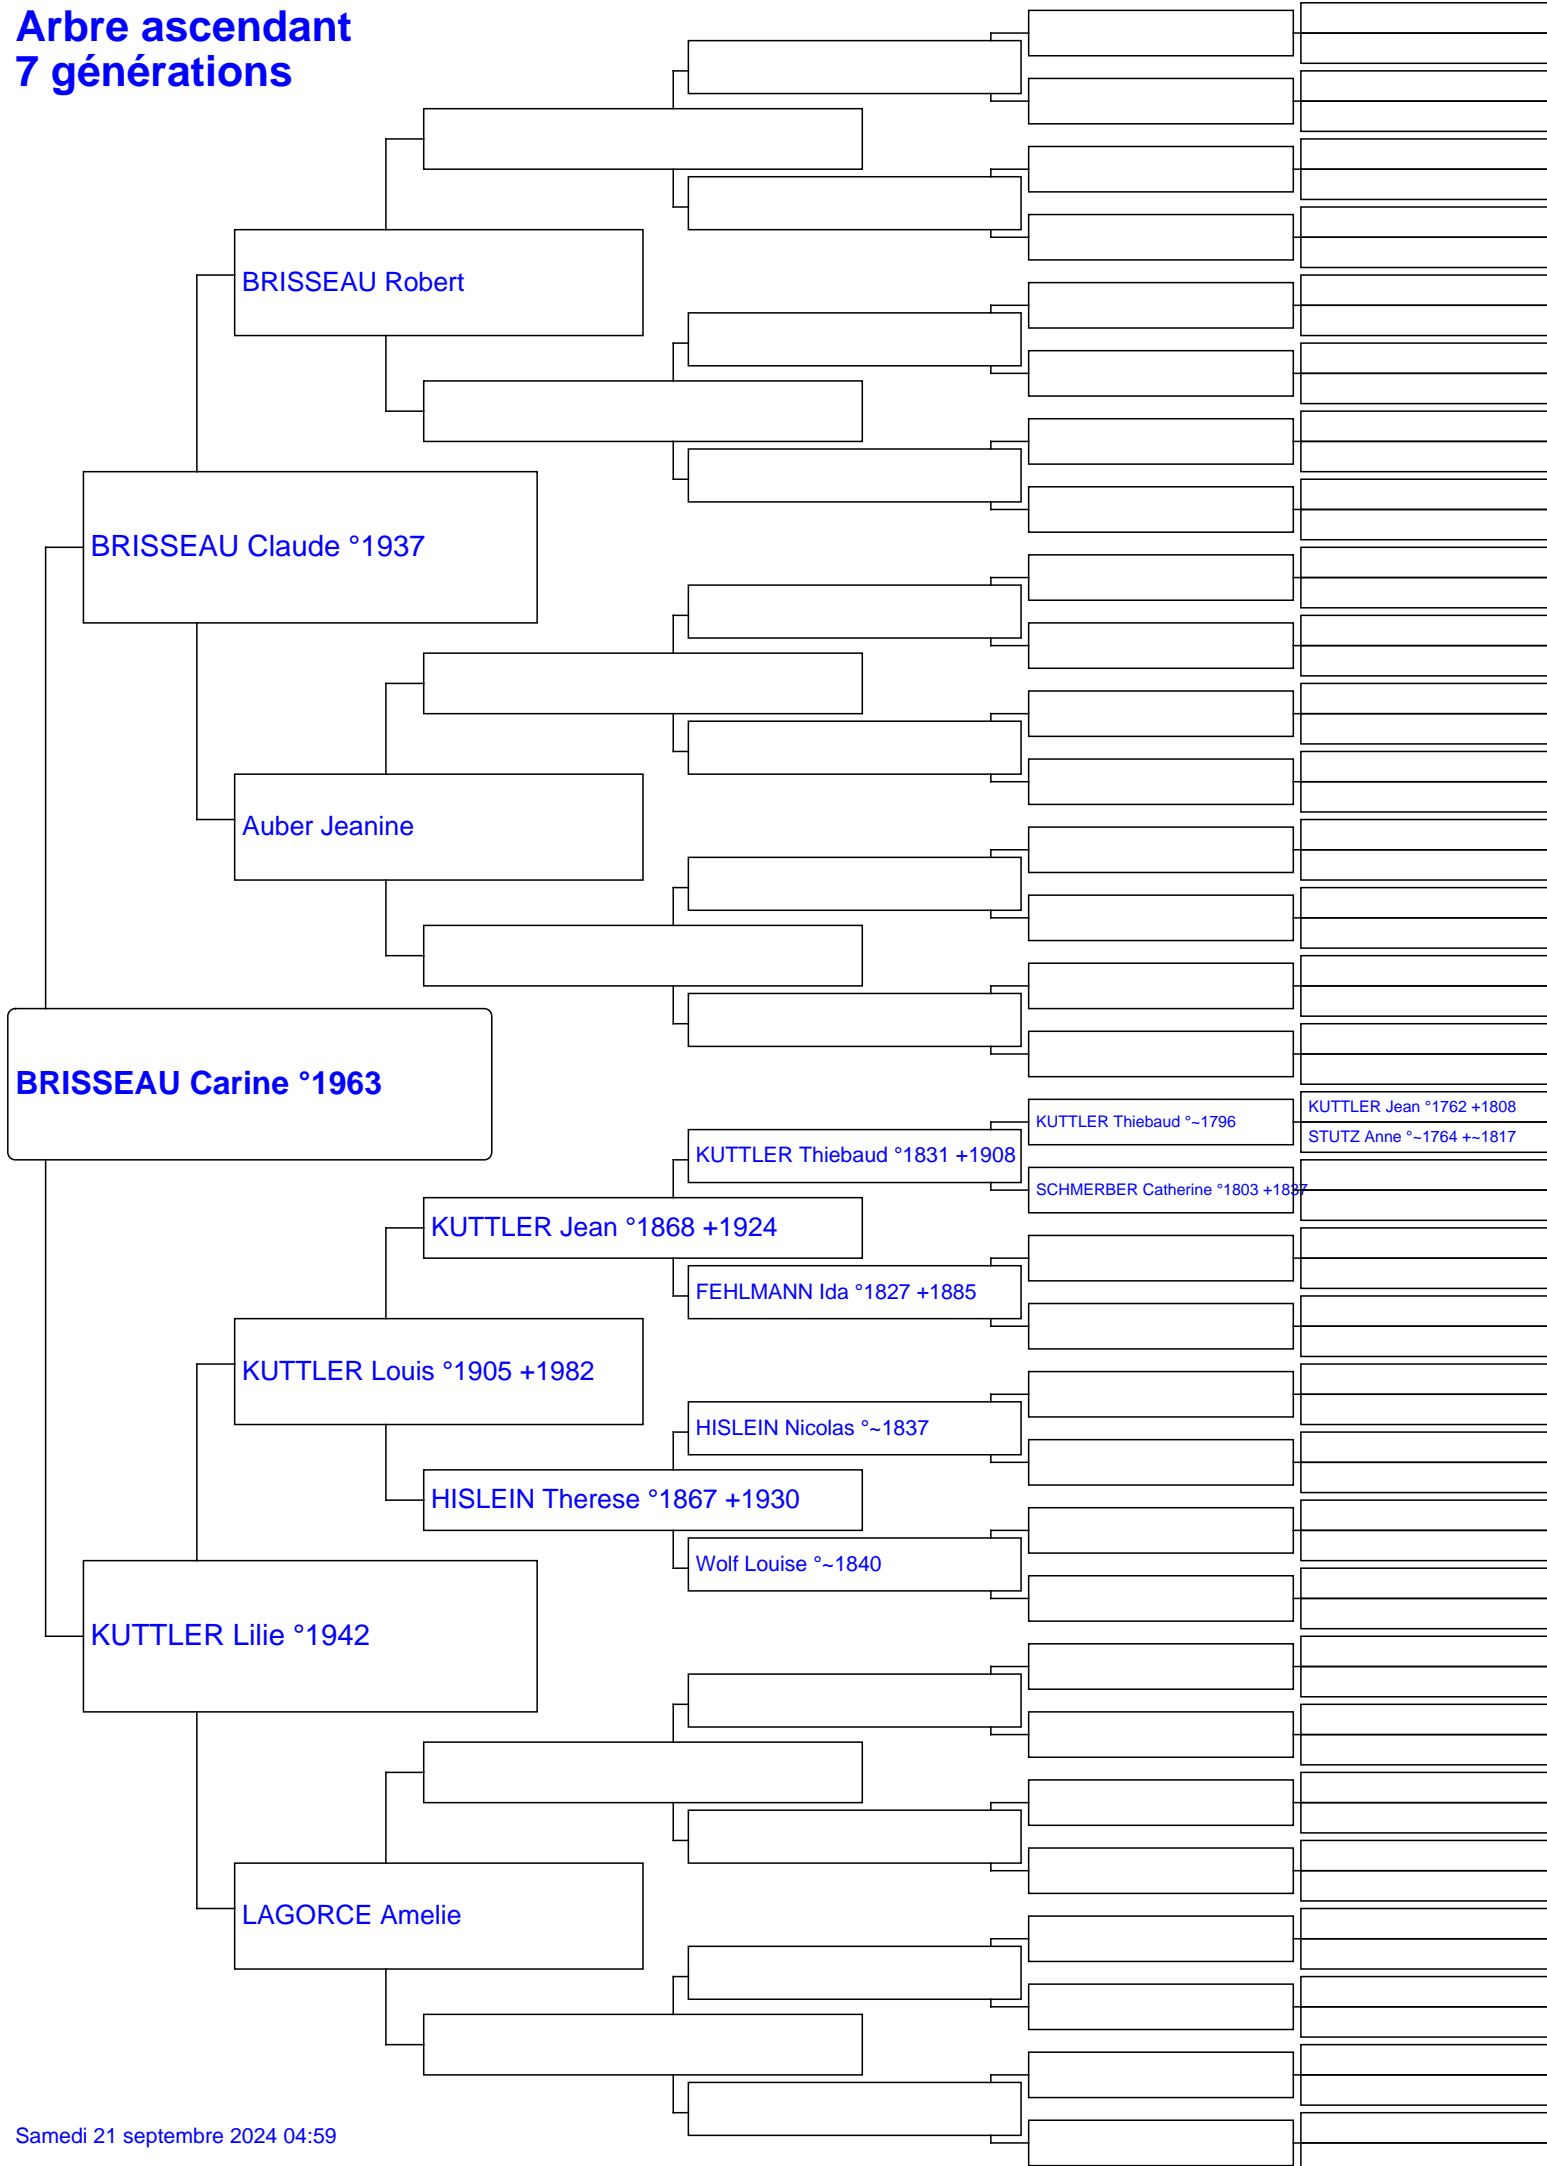 Arbre ascendant
7 générations
BRISSEAU Robert
BRISSEAU Claude °1937
Auber Jeanine
BRISSEAU Carine °1963
KUTTLER Jean °1762 +1808
KUTTLER Thiebaud °~1796
STUTZ Anne °~1764 +~1817
KUTTLER Thiebaud °1831 +1908
SCHMERBER Catherine °1803 +1837
KUTTLER Jean °1868 +1924
FEHLMANN Ida °1827 +1885
KUTTLER Louis °1905 +1982
HISLEIN Nicolas °~1837
HISLEIN Therese °1867 +1930
Wolf Louise °~1840
KUTTLER Lilie °1942
LAGORCE Amelie
Samedi 21 septembre 2024 04:59